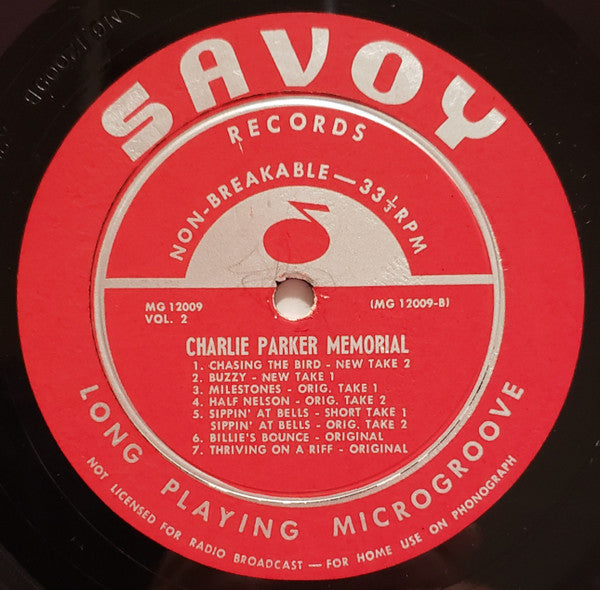 SAVOY
RECORDS
NON-BREAKABLE — 33⅓ RPM
MG 12009
VOL. 2
(MG 12009-B)
CHARLIE PARKER MEMORIAL
1. CHASING THE BIRD - NEW TAKE 2
2. BUZZY - NEW TAKE 1
3. MILESTONES - ORIG. TAKE 1
4. HALF NELSON - ORIG. TAKE 2
5. SIPPIN' AT BELLS - SHORT TAKE 1
SIPPIN' AT BELLS - ORIG. TAKE 2
6. BILLIE'S BOUNCE - ORIGINAL
7. THRIVING ON A RIFF - ORIGINAL
LONG PLAYING MICROGROOVE
NOT LICENSED FOR RADIO BROADCAST — FOR HOME USE ON PHONOGRAPH